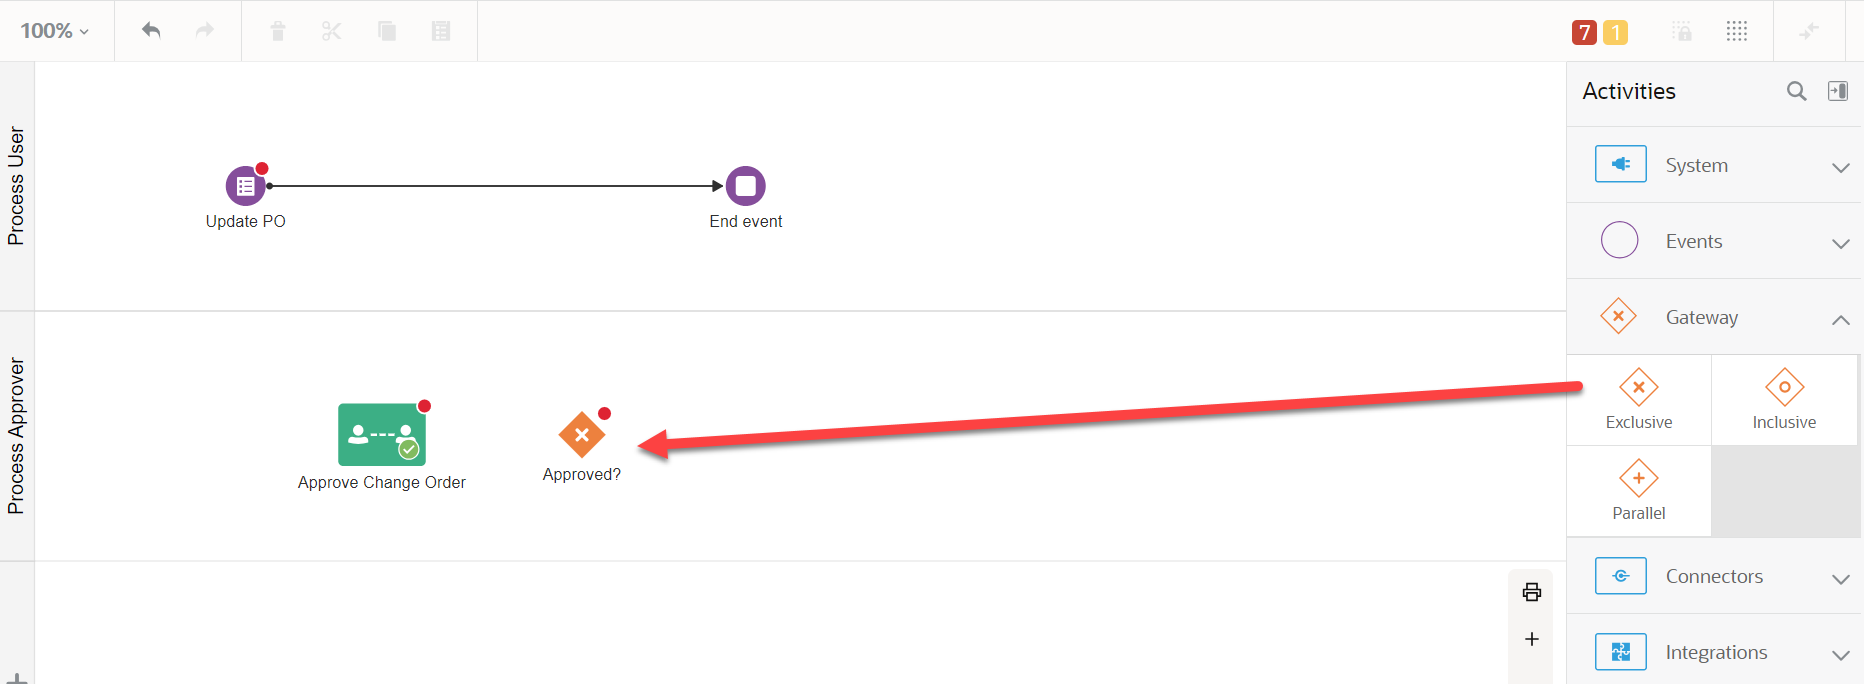 100%
7 1
Activities
Process User
Update PO
End event
System
Events
Gateway
Process Approver
Approve Change Order
Approved?
Exclusive
Inclusive
Parallel
Connectors
Integrations